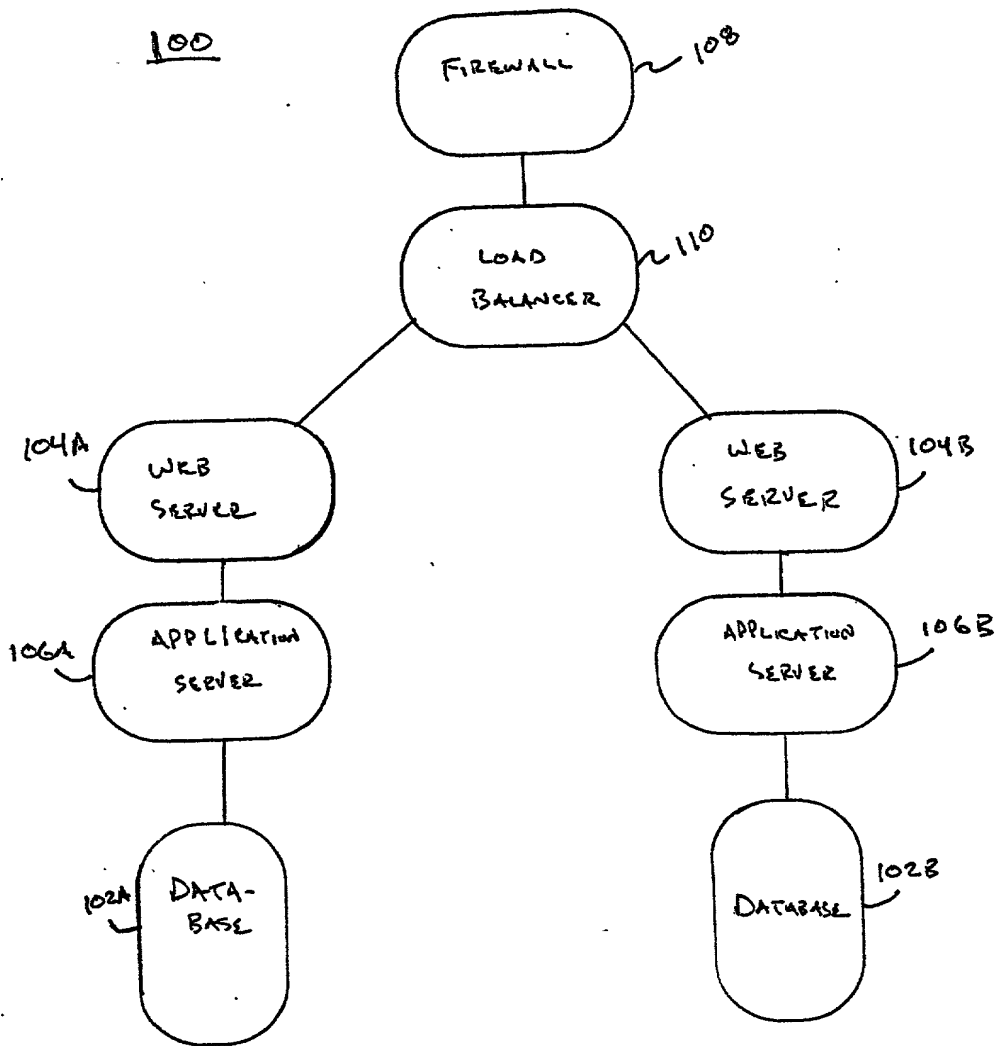 100
FIREWALL
108
LOAD
BALANCER
110
104A
WEB
SERVER
WEB
SERVER
104B
106A
APPLICATION
SERVER
APPLICATION
SERVER
106B
102A
DATA-
BASE
DATABASE
102B